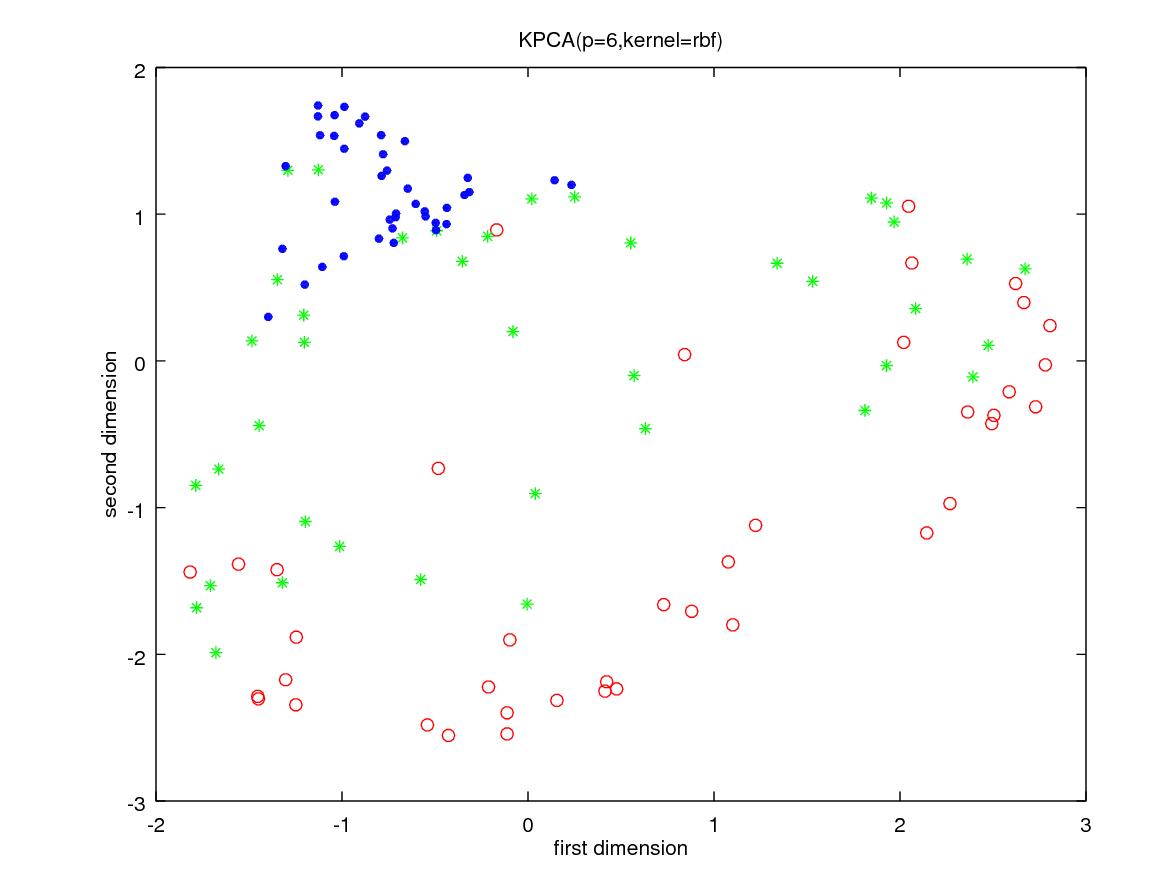 KPCA(p=6,kernel=rbf)
2
1
0
-1
-2
-3
second dimension
-2 -1 0 1 2 3
first dimension